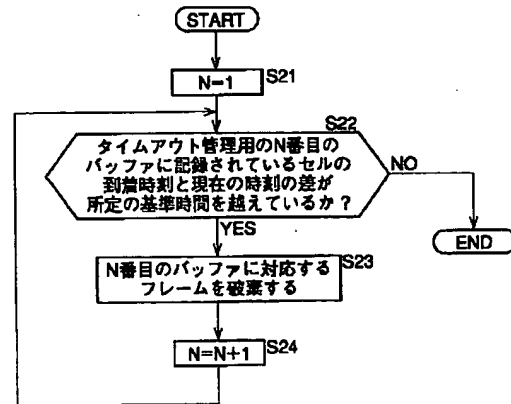 START
N=1
S21
S22
タイムアウト管理用のN番目の
バッファに記録されているセルの
到着時刻と現在の時刻の差が
所定の基準時間を越えているか？
NO
YES
END
S23
N番目のバッファに対応する
フレームを破棄する
S24
N=N+1